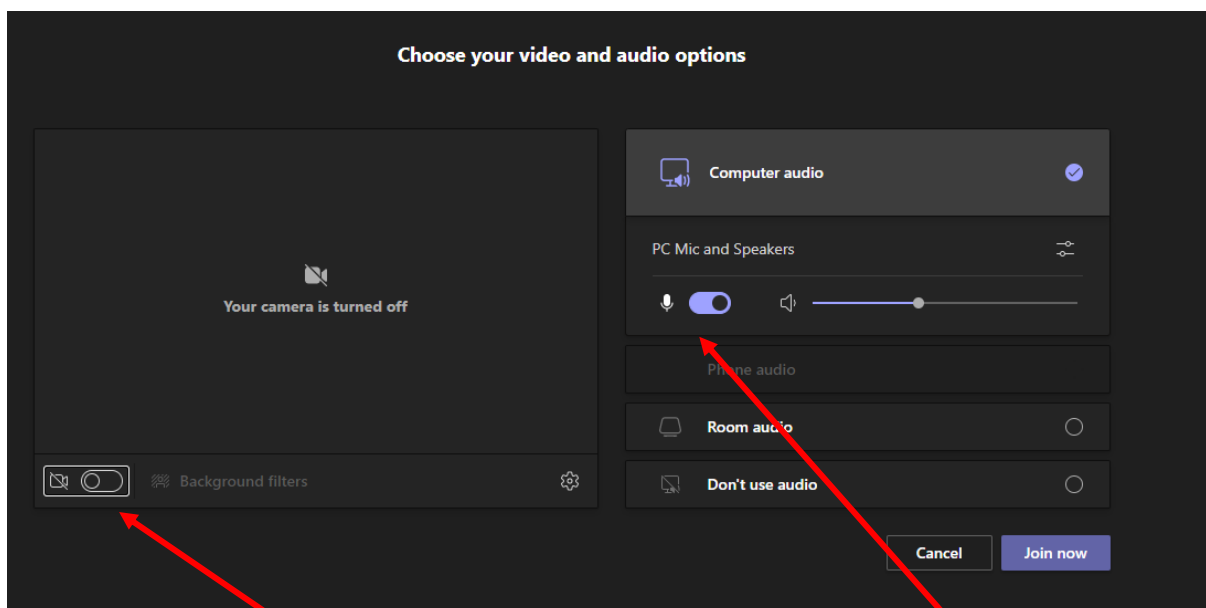 Choose your video and audio options
Computer audio
PC Mic and Speakers
Your camera is turned off
Phone audio
Room audio
Background filters
Don't use audio
Cancel
Join now